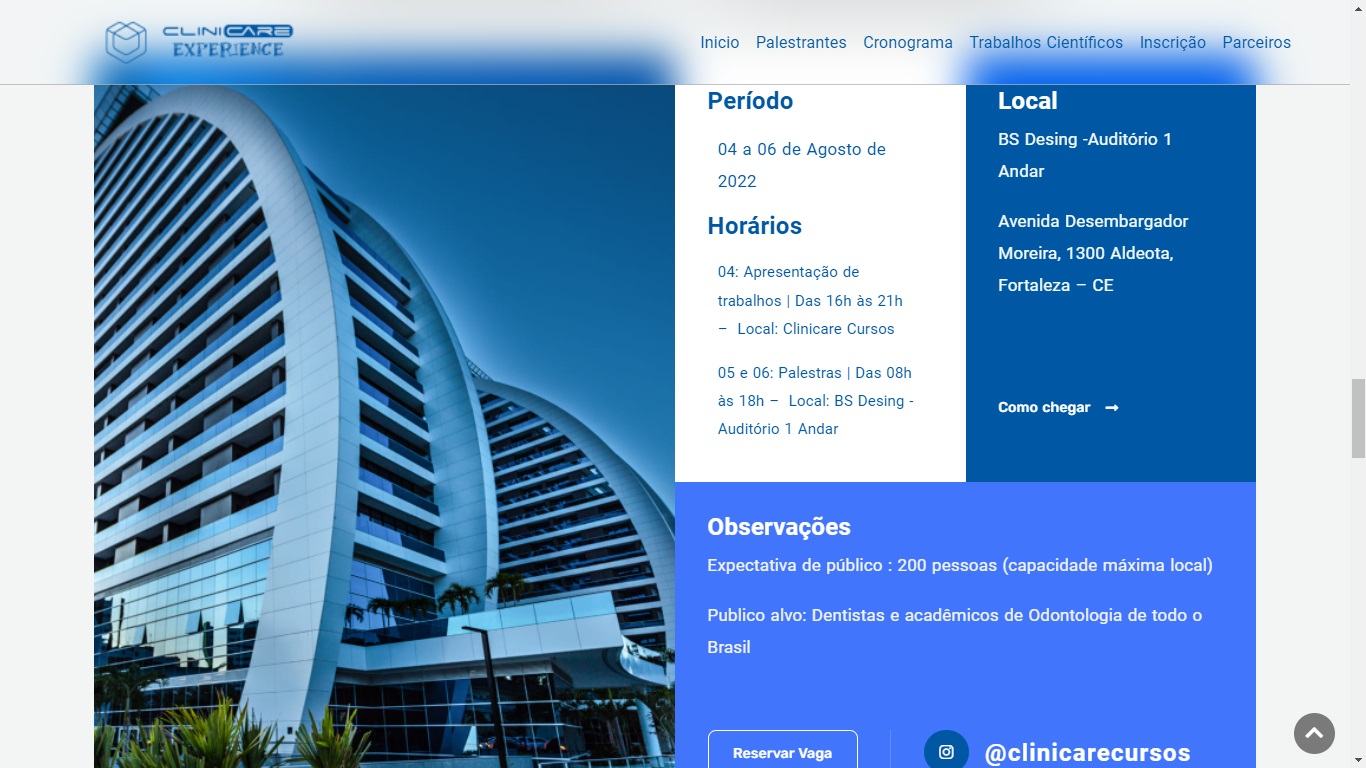 CLINICARE
EXPERIENCE
Inicio Palestrantes Cronograma Trabalhos Científicos Inscrição Parceiros
Período
04 a 06 de Agosto de
2022
Horários
04: Apresentação de
trabalhos | Das 16h às 21h
– Local: Clinicare Cursos
05 e 06: Palestras | Das 08h
às 18h – Local: BS Desing -
Auditório 1 Andar
Local
BS Desing -Auditório 1
Andar
Avenida Desembargador
Moreira, 1300 Aldeota,
Fortaleza – CE
Como chegar →
Observações
Expectativa de público : 200 pessoas (capacidade máxima local)
Publico alvo: Dentistas e acadêmicos de Odontologia de todo o
Brasil
Reservar Vaga
@clinicarecursos